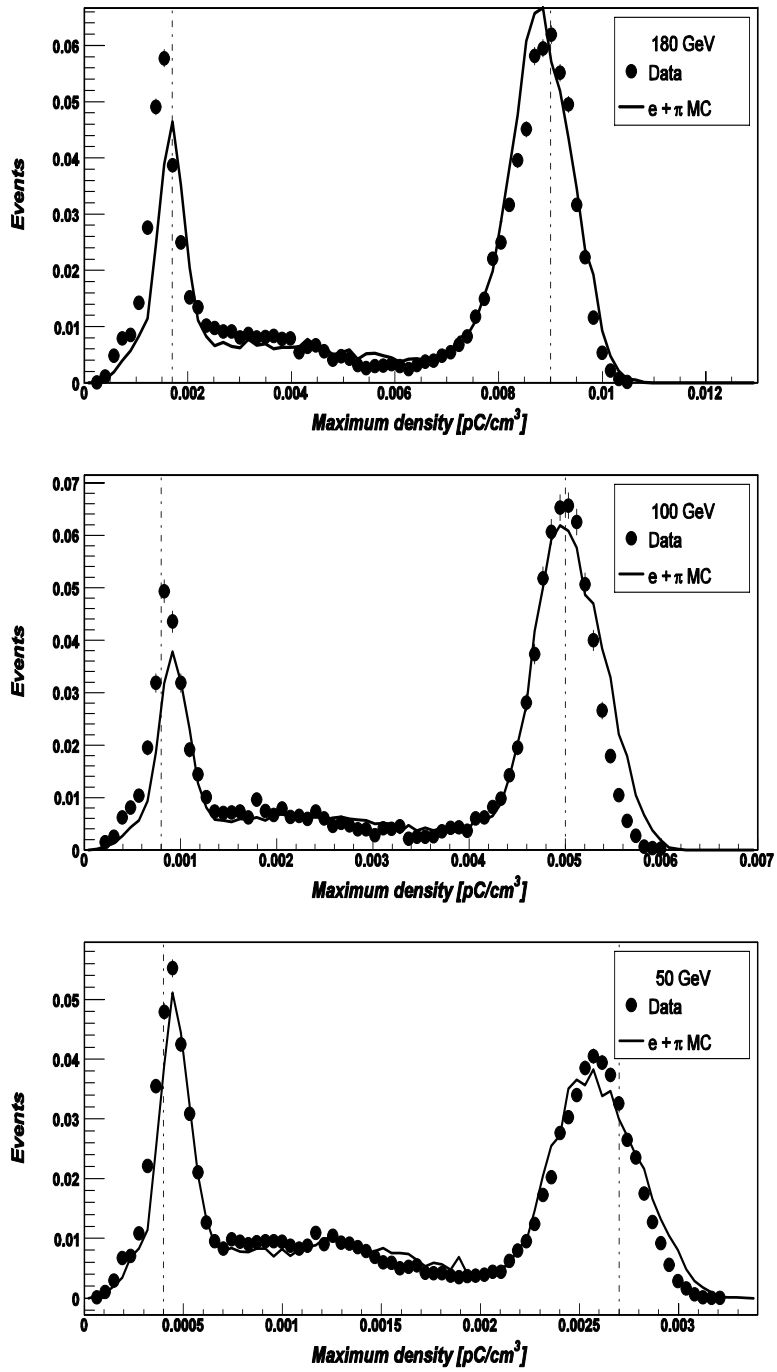 180 GeV
Data
e + π MC
0.06
0.05
0.04
0.03
0.02
0.01
0
Events
0.002
0.004
0.006
0.008
0.01
0.012
Maximum density [pC/cm³]
100 GeV
Data
e + π MC
0.07
0.06
0.05
0.04
0.03
0.02
0.01
0
Events
0
0.001
0.002
0.003
0.004
0.005
0.006
0.007
Maximum density [pC/cm³]
50 GeV
Data
e + π MC
0.05
0.04
0.03
0.02
0.01
0
Events
0
0.0005
0.001
0.0015
0.002
0.0025
0.003
Maximum density [pC/cm³]